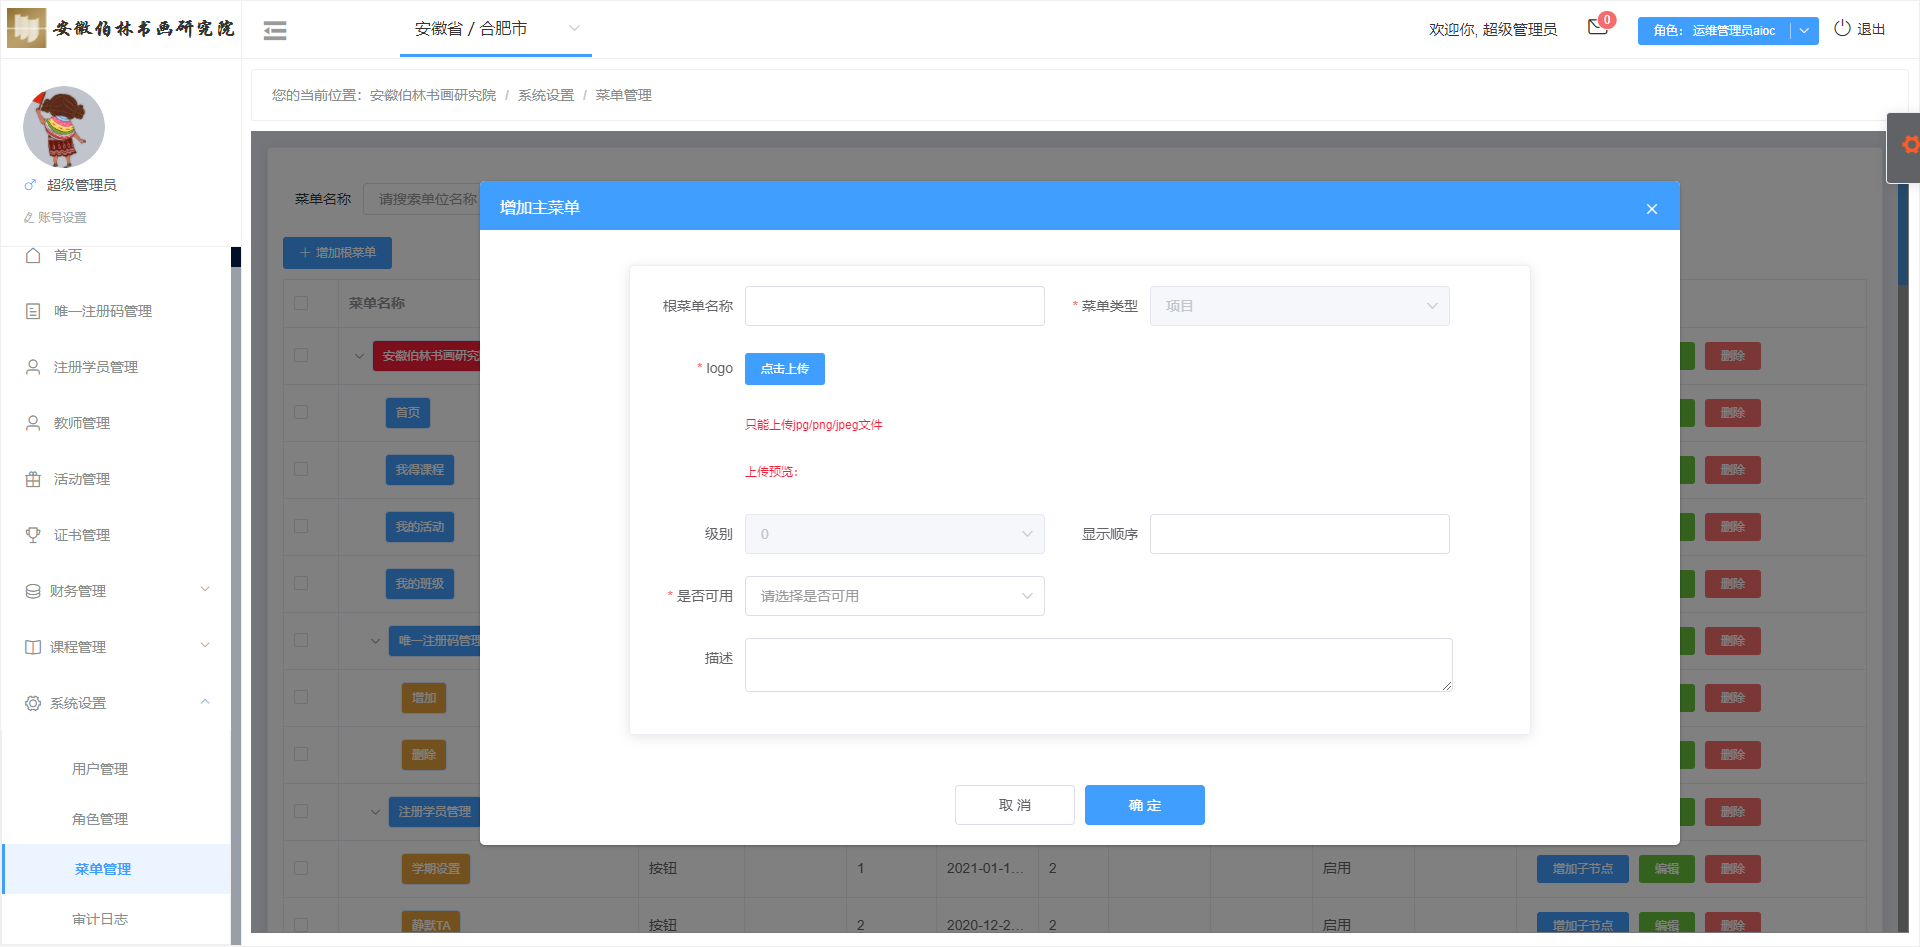 安徽伯林书画研究院
安徽省 / 合肥市
欢迎你, 超级管理员
0
角色： 运维管理员aioc
退出
您的当前位置：安徽伯林书画研究院 / 系统设置 / 菜单管理
超级管理员
账号设置
首页
唯一注册码管理
注册学员管理
教师管理
活动管理
证书管理
财务管理
课程管理
系统设置
用户管理
角色管理
菜单管理
审计日志
菜单名称 请搜索单位名称
增加根菜单
菜单名称
安徽伯林书画研究 删除
首页 删除
我得课程 删除
我的活动 删除
我的班级 删除
唯一注册码管理 删除
增加 删除
删除 删除
注册学员管理 删除
学期设置 按钮 1 2021-01-1... 2 启用 增加子节点 编辑 删除
静默TA 按钮 2 2020-12-2... 2 启用 增加子节点 编辑 删除
增加主菜单
根菜单名称
* 菜单类型 项目
* logo 点击上传
只能上传jpg/png/jpeg文件
上传预览：
级别 0 显示顺序
* 是否可用 请选择是否可用
描述
取 消 确 定